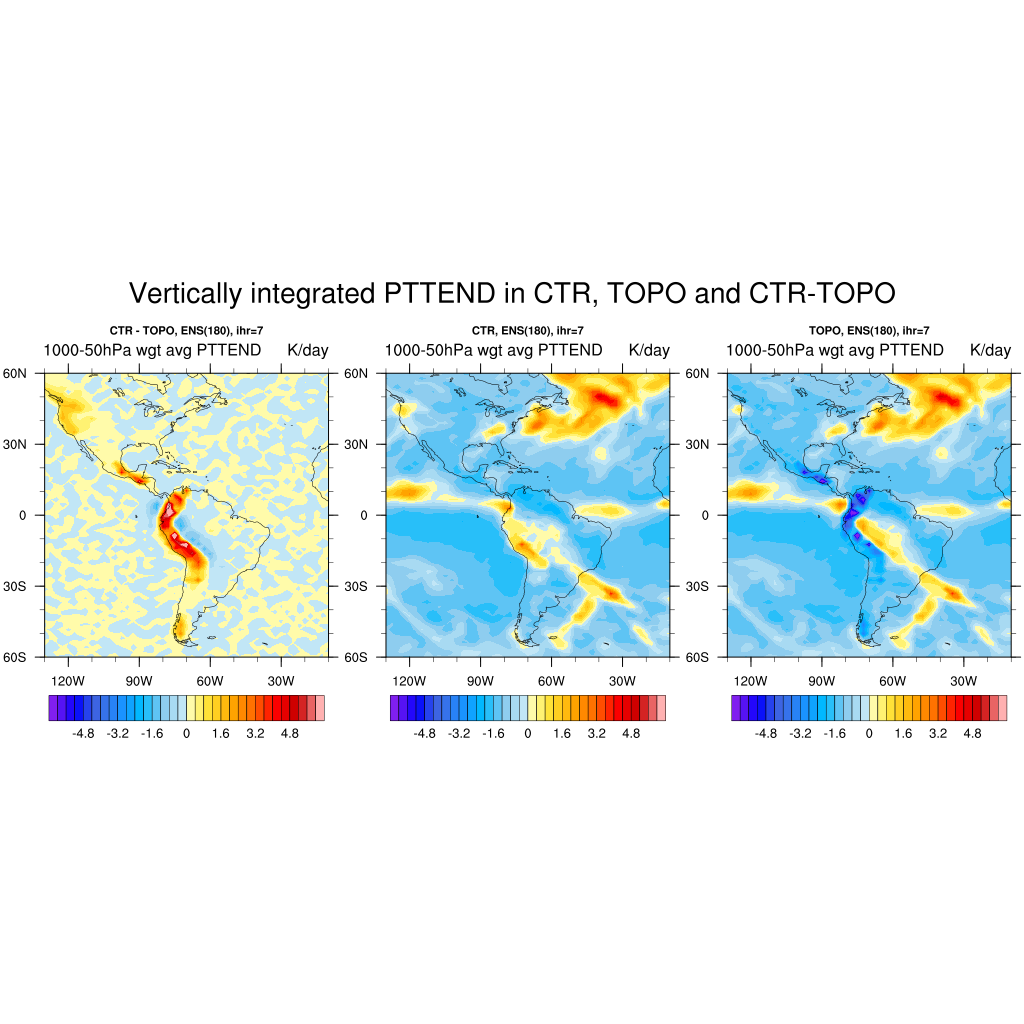 Vertically integrated PTTEND in CTR, TOPO and CTR-TOPO
CTR - TOPO, ENS(180), ihr=7
1000-50hPa wgt avg PTTEND K/day
60N
30N
0
30S
60S
120W 90W 60W 30W
-4.8 -3.2 -1.6 0 1.6 3.2 4.8
CTR, ENS(180), ihr=7
1000-50hPa wgt avg PTTEND K/day
60N
30N
0
30S
60S
120W 90W 60W 30W
-4.8 -3.2 -1.6 0 1.6 3.2 4.8
TOPO, ENS(180), ihr=7
1000-50hPa wgt avg PTTEND K/day
60N
30N
0
30S
60S
120W 90W 60W 30W
-4.8 -3.2 -1.6 0 1.6 3.2 4.8